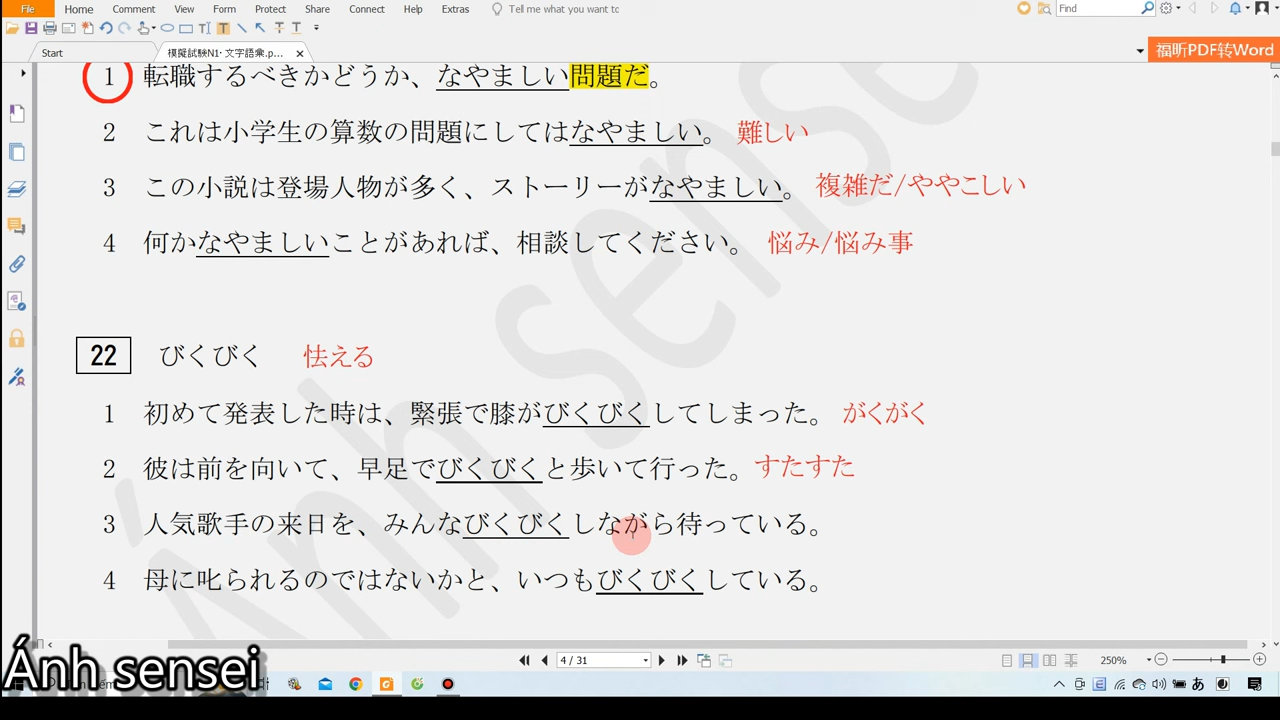 File Home Comment View Form Protect Share Connect Help Extras Tell me what you want to Find
Start 模擬試験N1· 文字語彙.p... 福昕PDF转Word
1 転職するべきかどうか、なやましい問題だ。
2 これは小学生の算数の問題にしてはなやましい。 難しい
3 この小説は登場人物が多く、ストーリーがなやましい。 複雑だ/ややこしい
4 何かなやましいことがあれば、相談してください。 悩み/悩み事
22 びくびく 怯える
1 初めて発表した時は、緊張で膝がびくびくしてしまった。 がくがく
2 彼は前を向いて、早足でびくびくと歩いて行った。 すたすた
3 人気歌手の来日を、みんなびくびくしながら待っている。
4 母に叱られるのではないかと、いつもびくびくしている。
Ánh sensei
4 / 31 250%
Ánh sensei
あ